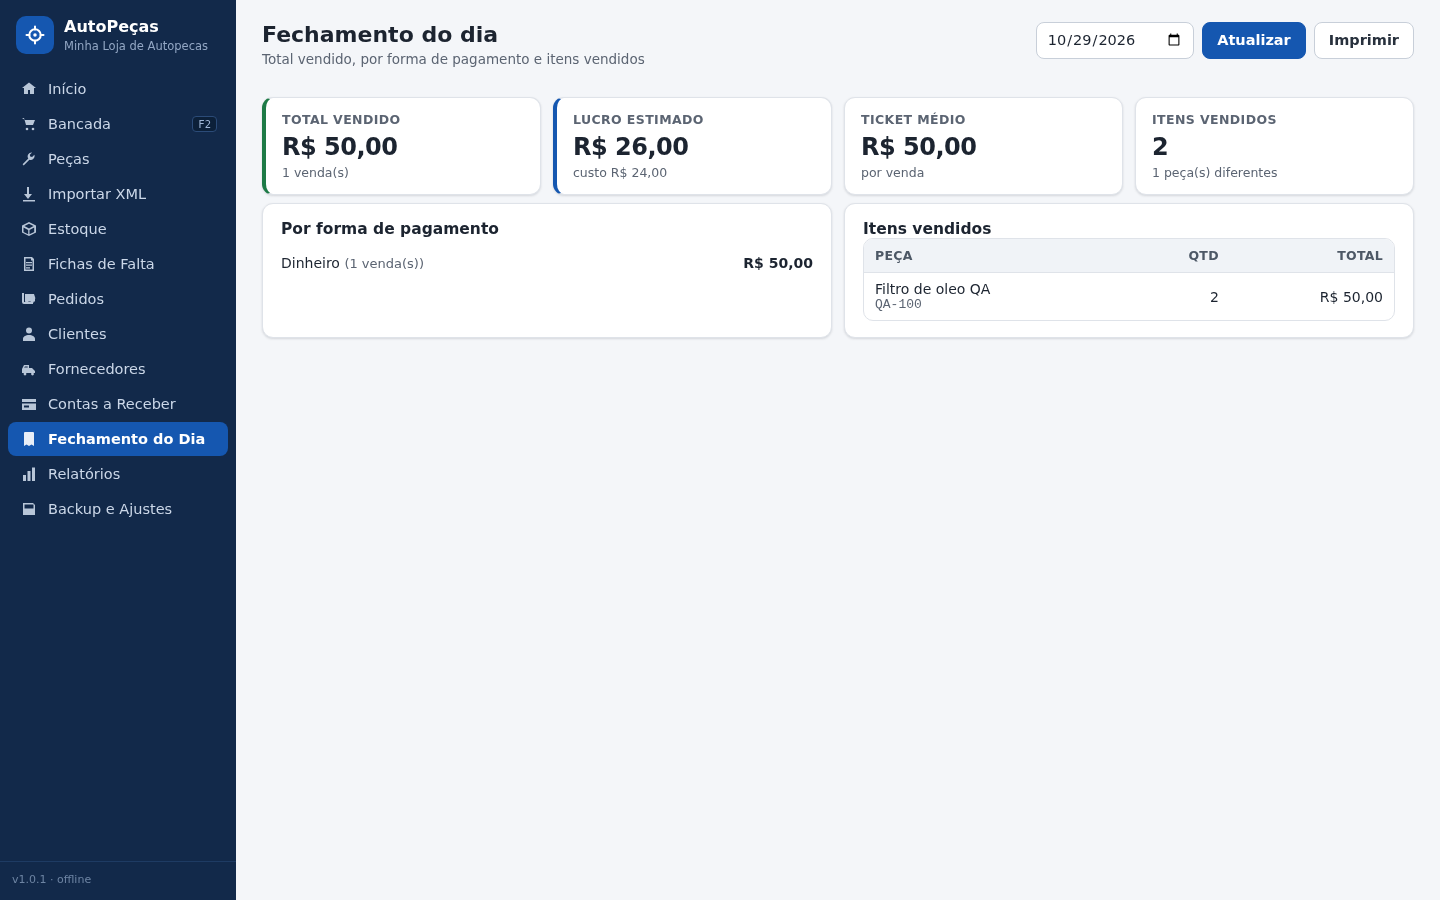 AutoPeças
Minha Loja de Autopecas
Início
Bancada F2
Peças
Importar XML
Estoque
Fichas de Falta
Pedidos
Clientes
Fornecedores
Contas a Receber
Fechamento do Dia
Relatórios
Backup e Ajustes
v1.0.1 · offline
Fechamento do dia
Total vendido, por forma de pagamento e itens vendidos
10/29/2026 Atualizar Imprimir
TOTAL VENDIDO
R$ 50,00
1 venda(s)
LUCRO ESTIMADO
R$ 26,00
custo R$ 24,00
TICKET MÉDIO
R$ 50,00
por venda
ITENS VENDIDOS
2
1 peça(s) diferentes
Por forma de pagamento
Dinheiro (1 venda(s)) R$ 50,00
Itens vendidos
PEÇA QTD TOTAL
Filtro de oleo QA 2 R$ 50,00
QA-100